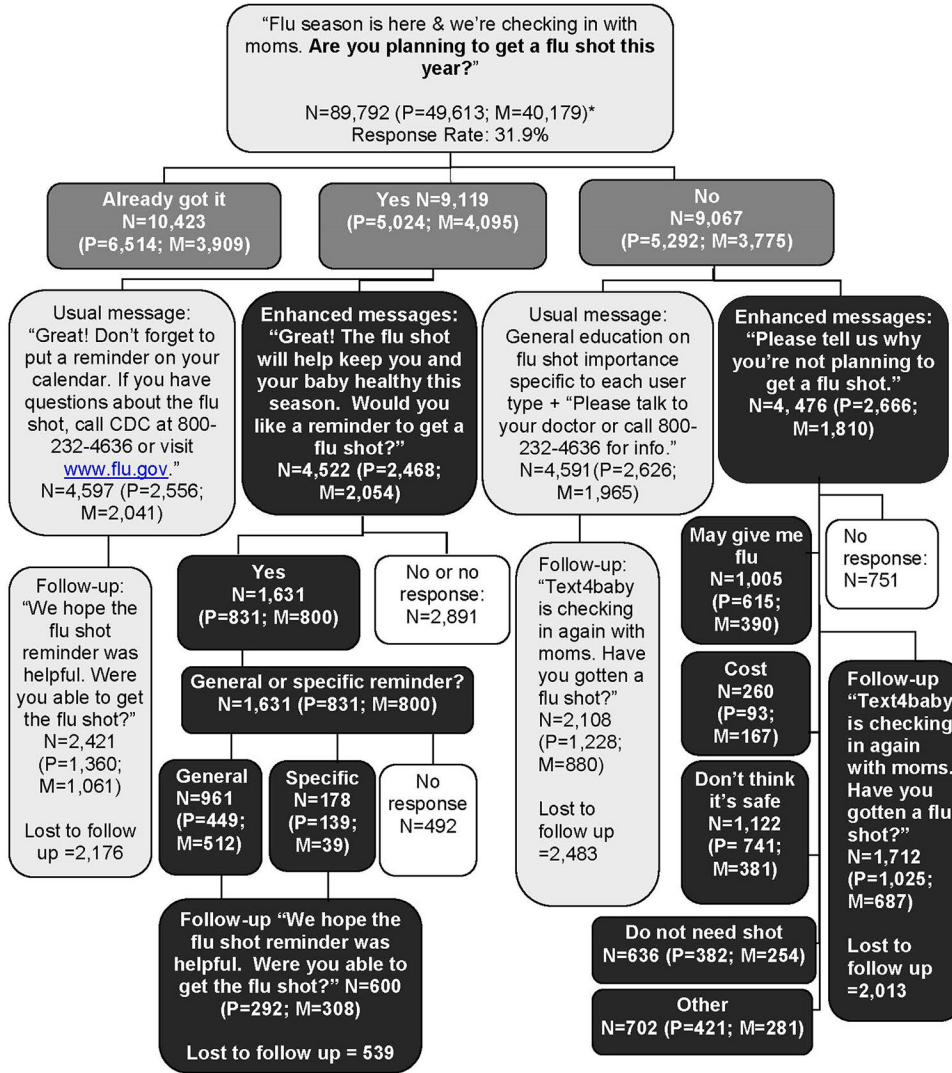 “Flu season is here & we’re checking in with
moms. Are you planning to get a flu shot this
year?”
N=89,792 (P=49,613; M=40,179)*
Response Rate: 31.9%
Already got it
N=10,423
(P=6,514; M=3,909)
Yes N=9,119
(P=5,024; M=4,095)
No
N=9,067
(P=5,292; M=3,775)
Usual message:
“Great! Don’t forget to
put a reminder on your
calendar. If you have
questions about the flu
shot, call CDC at 800-
232-4636 or visit
www.flu.gov.”
N=4,597 (P=2,556;
M=2,041)
Enhanced messages:
“Great! The flu shot
will help keep you and
your baby healthy this
season.  Would you
like a reminder to get a
flu shot?”
N=4,522 (P=2,468;
M=2,054)
Usual message:
General education on
flu shot importance
specific to each user
type + “Please talk to
your doctor or call 800-
232-4636 for info.”
N=4,591(P=2,626;
M=1,965)
Enhanced messages:
“Please tell us why
you’re not planning to
get a flu shot.”
N=4, 476 (P=2,666;
M=1,810)
Follow-up:
“We hope the
flu shot
reminder was
helpful. Were
you able to get
the flu shot?”
N=2,421
(P=1,360;
M=1,061)
Lost to follow
up =2,176
Yes
N=1,631
(P=831; M=800)
No or no
response:
N=2,891
General or specific reminder?
N=1,631 (P=831; M=800)
General
N=961
(P=449;
M=512)
Specific
N=178
(P=139;
M=39)
No
response
N=492
Follow-up “We hope the
flu shot reminder was
helpful.  Were you able to
get the flu shot?” N=600
(P=292; M=308)
Lost to follow up = 539
Follow-up:
“Text4baby
is checking
in again with
moms. Have
you gotten
a flu shot?”
N=2,108
(P=1,228;
M=880)
Lost to
follow up
=2,483
May give me
flu
N=1,005
(P=615;
M=390)
No
response:
N=751
Cost
N=260
(P=93;
M=167)
Don’t think
it’s safe
N=1,122
(P= 741;
M=381)
Do not need shot
N=636 (P=382; M=254)
Other
N=702 (P=421; M=281)
Follow-up
“Text4baby
is checking
in again
with moms.
Have you
gotten a flu
shot?”
N=1,712
(P=1,025;
M=687)
Lost to
follow up
=2,013